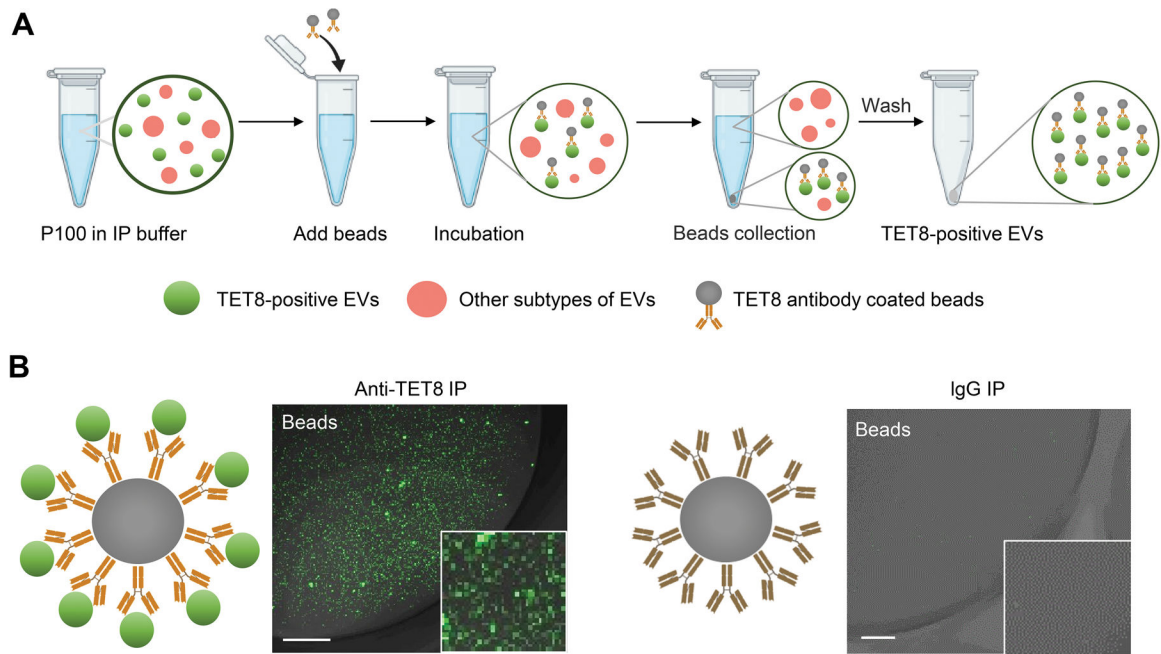 A
Wash
P100 in IP buffer
Add beads
Incubation
Beads collection
TET8-positive EVs
TET8-positive EVs
Other subtypes of EVs
TET8 antibody coated beads
B
Anti-TET8 IP
IgG IP
Beads
Beads